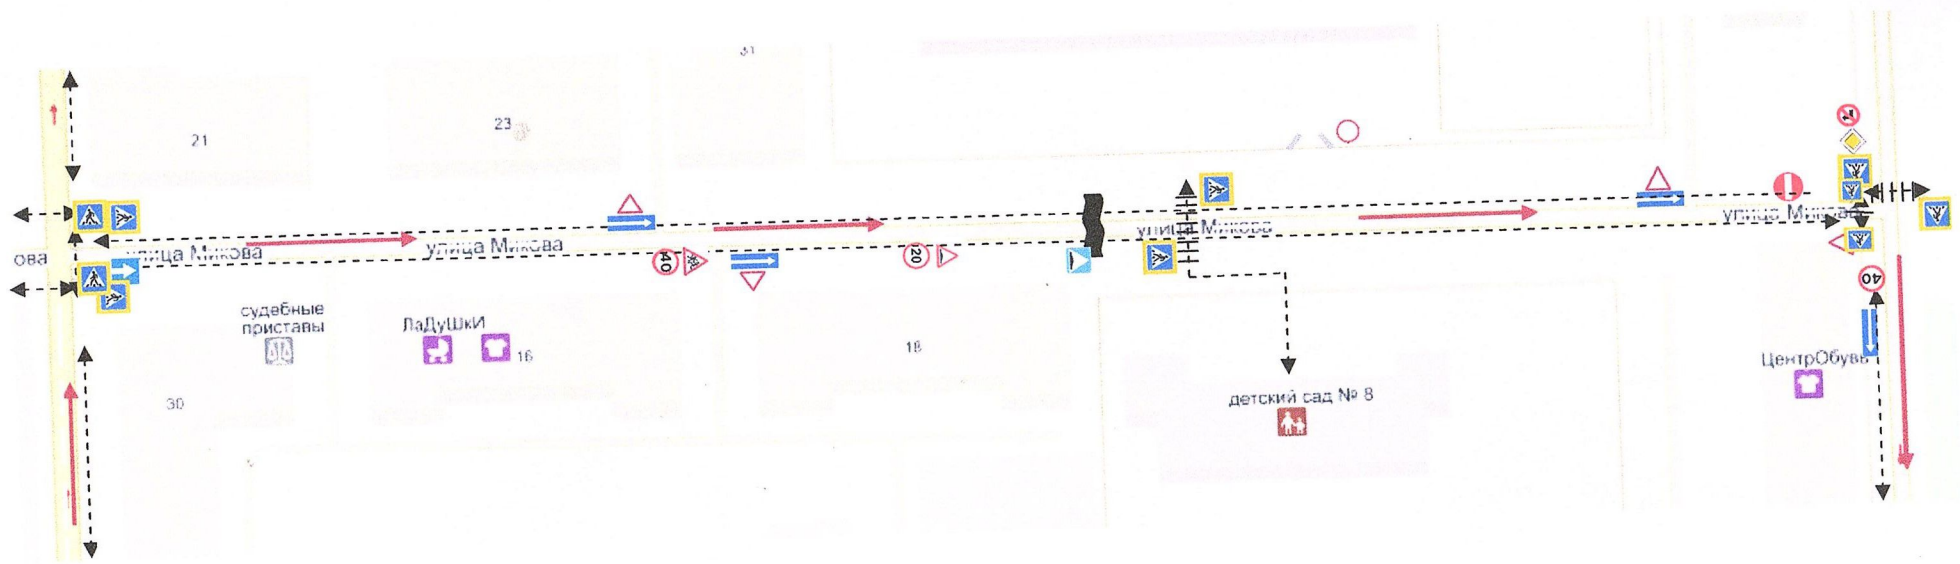 31
21
23
улица Микова
улица Микова
улица Микова
улица Микова
ова
40
20
40
судебные
приставы
ЛаДуШкИ
16
18
30
детский сад № 8
ЦентрОбувь